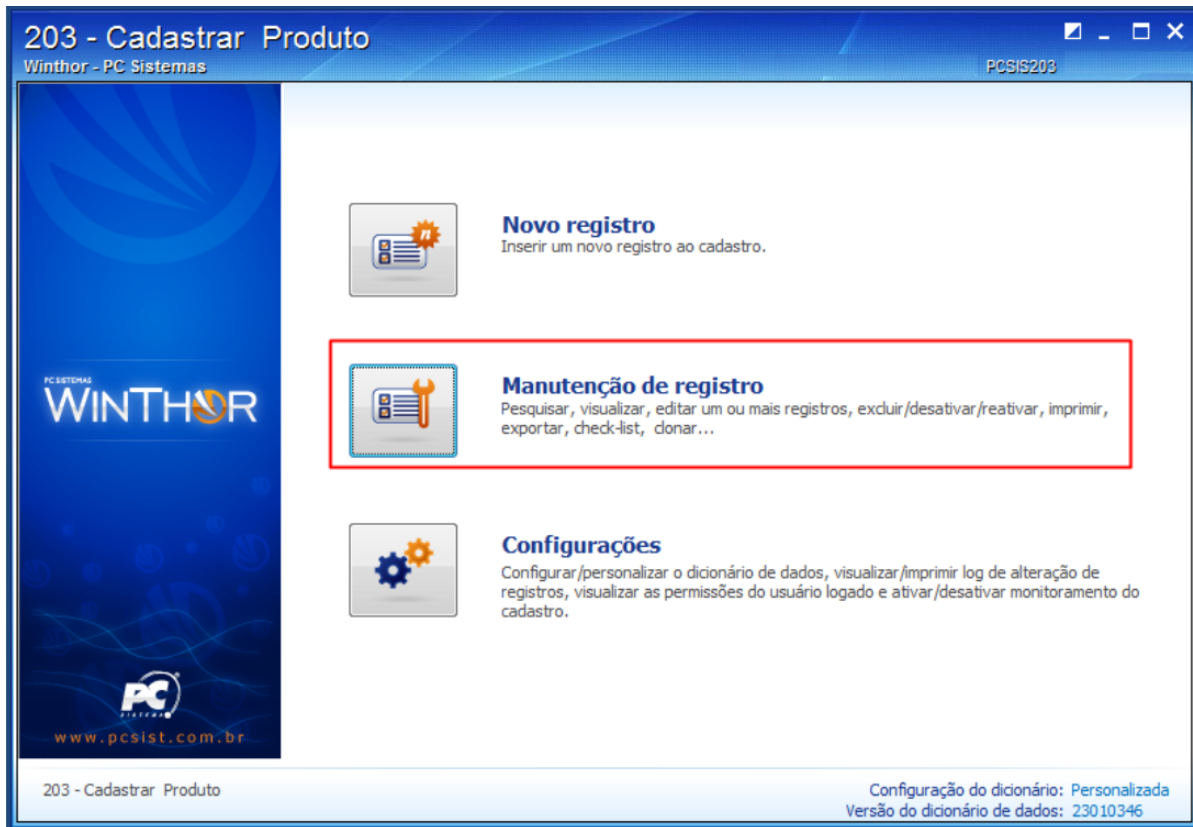 203 - Cadastrar Produto
Winthor - PC Sistemas
PCSIS203
Novo registro
Inserir um novo registro ao cadastro.
Manutenção de registro
Pesquisar, visualizar, editar um ou mais registros, excluir/desativar/reativar, imprimir,
exportar, check-list, clonar...
PC SISTEMAS
WINTHOR
Configurações
Configurar/personalizar o dicionário de dados, visualizar/imprimir log de alteração de
registros, visualizar as permissões do usuário logado e ativar/desativar monitoramento do
cadastro.
PC
SISTEMAS
www.pcsist.com.br
203 - Cadastrar Produto
Configuração do dicionário: Personalizada
Versão do dicionário de dados: 23010346